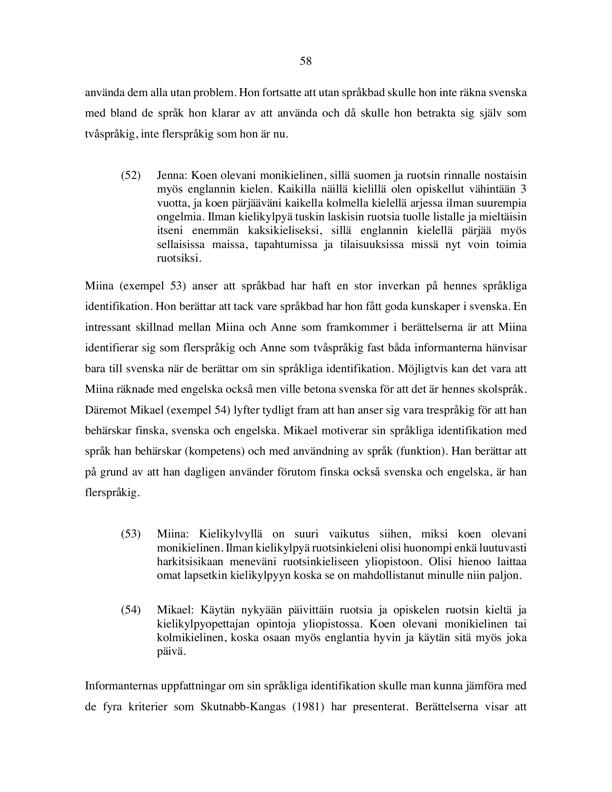 58
använda dem alla utan problem. Hon fortsatte att utan språkbad skulle hon inte räkna svenska
med bland de språk hon klarar av att använda och då skulle hon betrakta sig själv som
tvåspråkig, inte flerspråkig som hon är nu.
(52) Jenna: Koen olevani monikielinen, sillä suomen ja ruotsin rinnalle nostaisin
myös englannin kielen. Kaikilla näillä kielillä olen opiskellut vähintään 3
vuotta, ja koen pärjääväni kaikella kolmella kielellä arjessa ilman suurempia
ongelmia. Ilman kielikylpyä tuskin laskisin ruotsia tuolle listalle ja mieltäisin
itseni enemmän kaksikieliseksi, sillä englannin kielellä pärjää myös
sellaisissa maissa, tapahtumissa ja tilaisuuksissa missä nyt voin toimia
ruotsiksi.
Miina (exempel 53) anser att språkbad har haft en stor inverkan på hennes språkliga
identifikation. Hon berättar att tack vare språkbad har hon fått goda kunskaper i svenska. En
intressant skillnad mellan Miina och Anne som framkommer i berättelserna är att Miina
identifierar sig som flerspråkig och Anne som tvåspråkig fast båda informanterna hänvisar
bara till svenska när de berättar om sin språkliga identifikation. Möjligtvis kan det vara att
Miina räknade med engelska också men ville betona svenska för att det är hennes skolspråk.
Däremot Mikael (exempel 54) lyfter tydligt fram att han anser sig vara trespråkig för att han
behärskar finska, svenska och engelska. Mikael motiverar sin språkliga identifikation med
språk han behärskar (kompetens) och med användning av språk (funktion). Han berättar att
på grund av att han dagligen använder förutom finska också svenska och engelska, är han
flerspråkig.
(53) Miina: Kielikylvyllä on suuri vaikutus siihen, miksi koen olevani
monikielinen. Ilman kielikylpyä ruotsinkieleni olisi huonompi enkä luutuvasti
harkitsisikaan meneväni ruotsinkieliseen yliopistoon. Olisi hienoo laittaa
omat lapsetkin kielikylpyyn koska se on mahdollistanut minulle niin paljon.
(54) Mikael: Käytän nykyään päivittäin ruotsia ja opiskelen ruotsin kieltä ja
kielikylpyopettajan opintoja yliopistossa. Koen olevani monikielinen tai
kolmikielinen, koska osaan myös englantia hyvin ja käytän sitä myös joka
päivä.
Informanternas uppfattningar om sin språkliga identifikation skulle man kunna jämföra med
de fyra kriterier som Skutnabb-Kangas (1981) har presenterat. Berättelserna visar att